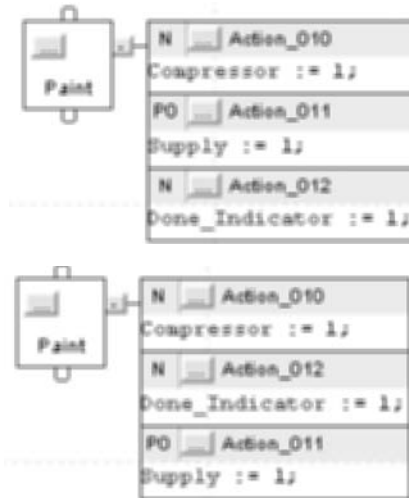 N ... Action_010
Compressor := 1;
Paint
P0 ... Action_011
Supply := 1;
N ... Action_012
Done_Indicator := 1;
N ... Action_010
Compressor := 1;
Paint
N ... Action_012
Done_Indicator := 1;
P0 ... Action_011
Supply := 1;